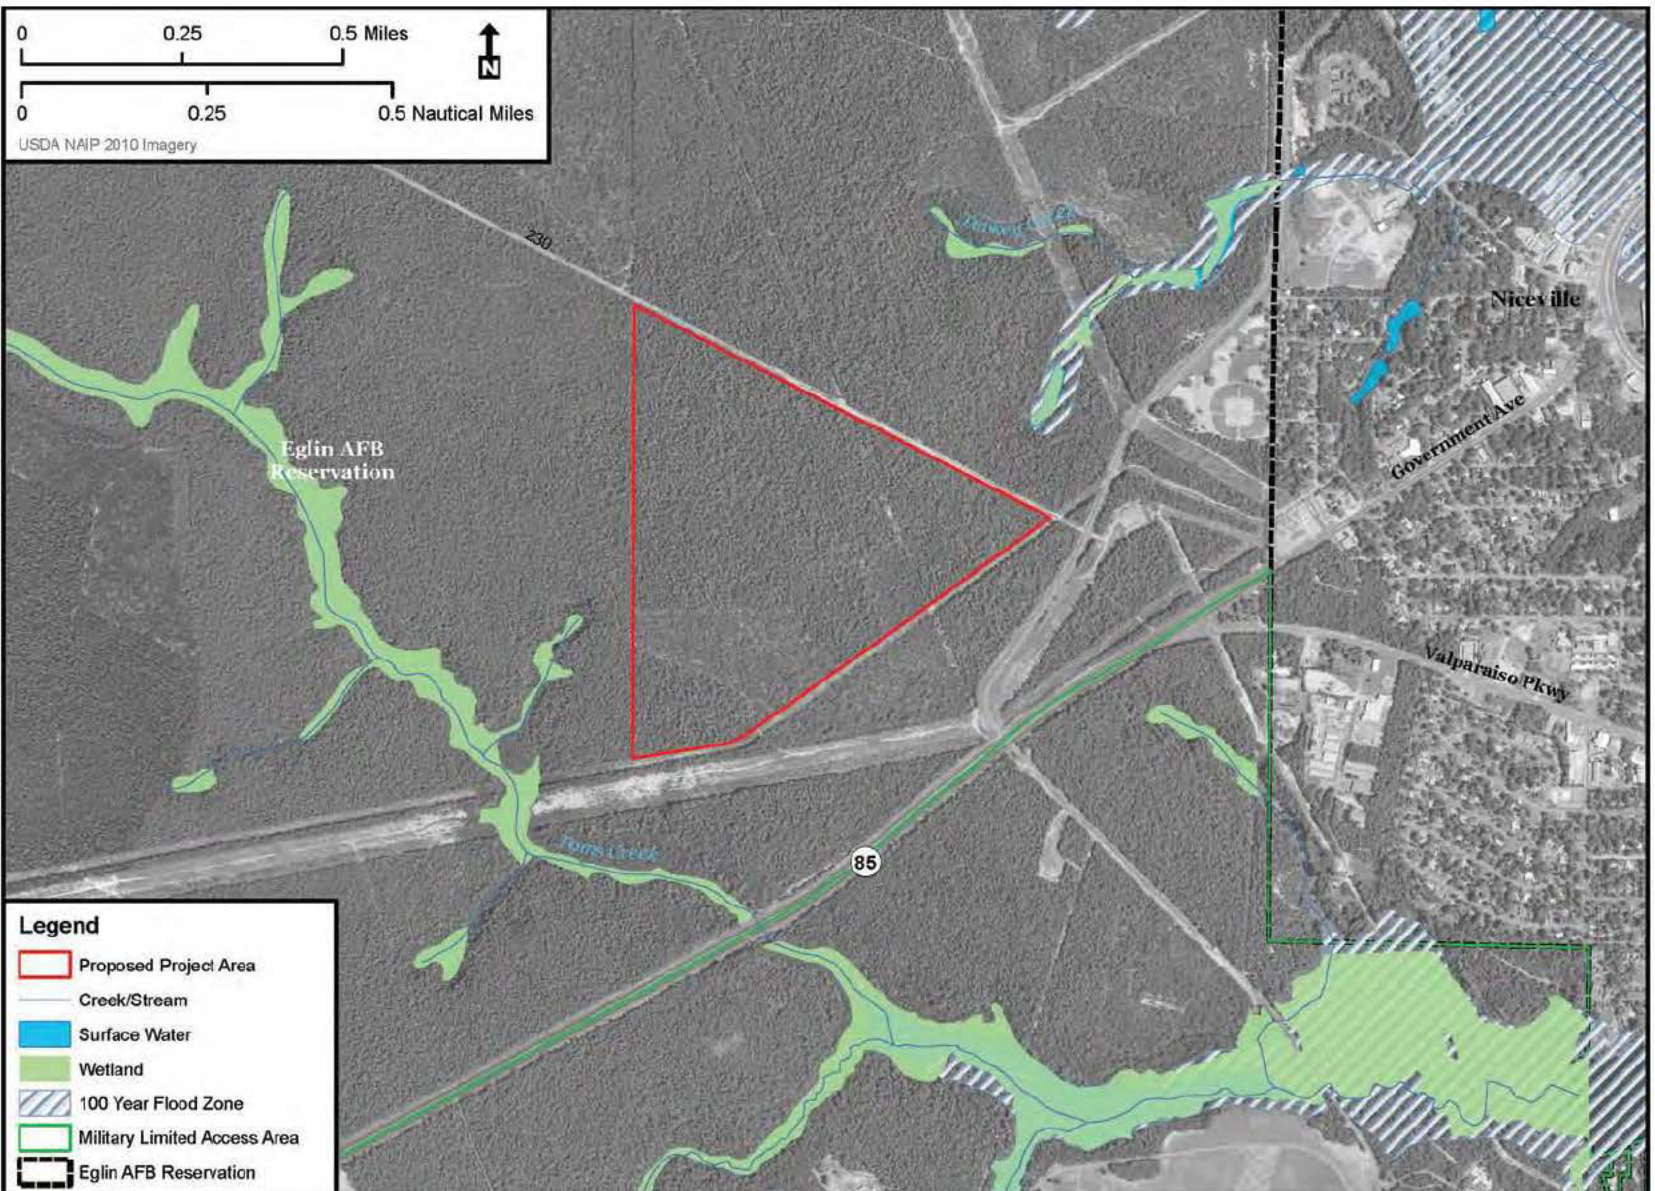 0 0.25 0.5 Miles
N
0 0.25 0.5 Nautical Miles
USDA NAIP 2010 Imagery
230
Niceville
Government Ave
Eglin AFB
Reservation
Valparaiso Pkwy
Toms Creek
85
Legend
Proposed Project Area
Creek/Stream
Surface Water
Wetland
100 Year Flood Zone
Military Limited Access Area
Eglin AFB Reservation